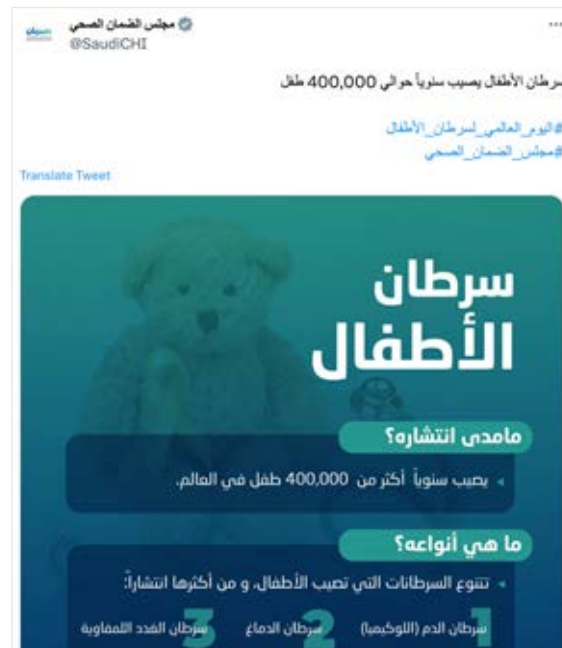 مجلس الضمان الصحي
@SaudiCHI
سرطان الأطفال يصيب سنوياً حوالي 400,000 طفل
#اليوم_العالمي_لسرطان_الأطفال
#مجلس_الضمان_الصحي
Translate Tweet
سرطان
الأطفال
مامدى انتشاره؟
يصيب سنوياً أكثر من 400,000 طفل في العالم.
ما هي أنواعه؟
تتنوع السرطانات التي تصيب الأطفال، و من أكثرها انتشاراً:
1 سرطان الدم (اللوكيميا) 2 سرطان الدماغ 3 سرطان الغدد اللمفاوية